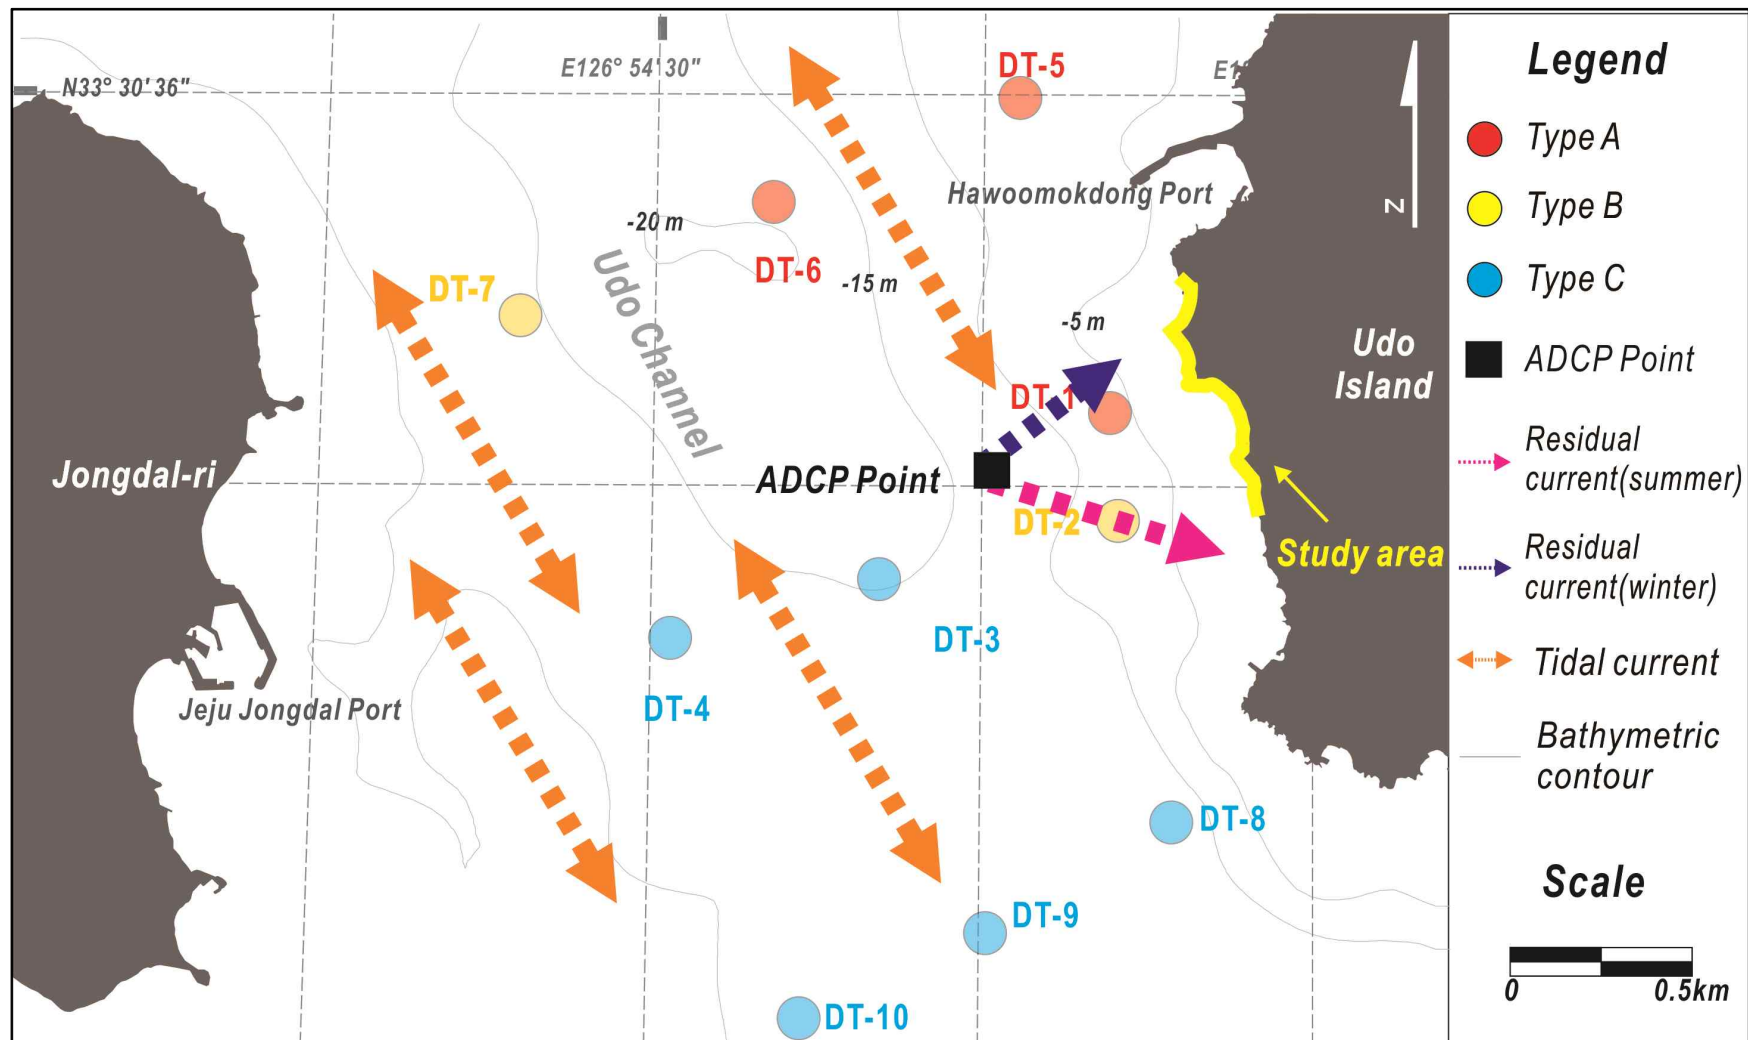 E126° 54' 30"
DT-5
N33° 30' 36"
Hawoomokdong Port
-20 m
DT-6
-15 m
DT-7
Udo Channel
-5 m
Udo
Island
DT-1
Jongdal-ri
ADCP Point
DT-2
Study area
DT-3
Jeju Jongdal Port
DT-4
DT-8
DT-9
DT-10
Z
Legend
Type A
Type B
Type C
ADCP Point
Residual
current(summer)
Residual
current(winter)
Tidal current
Bathymetric
contour
Scale
0 0.5km